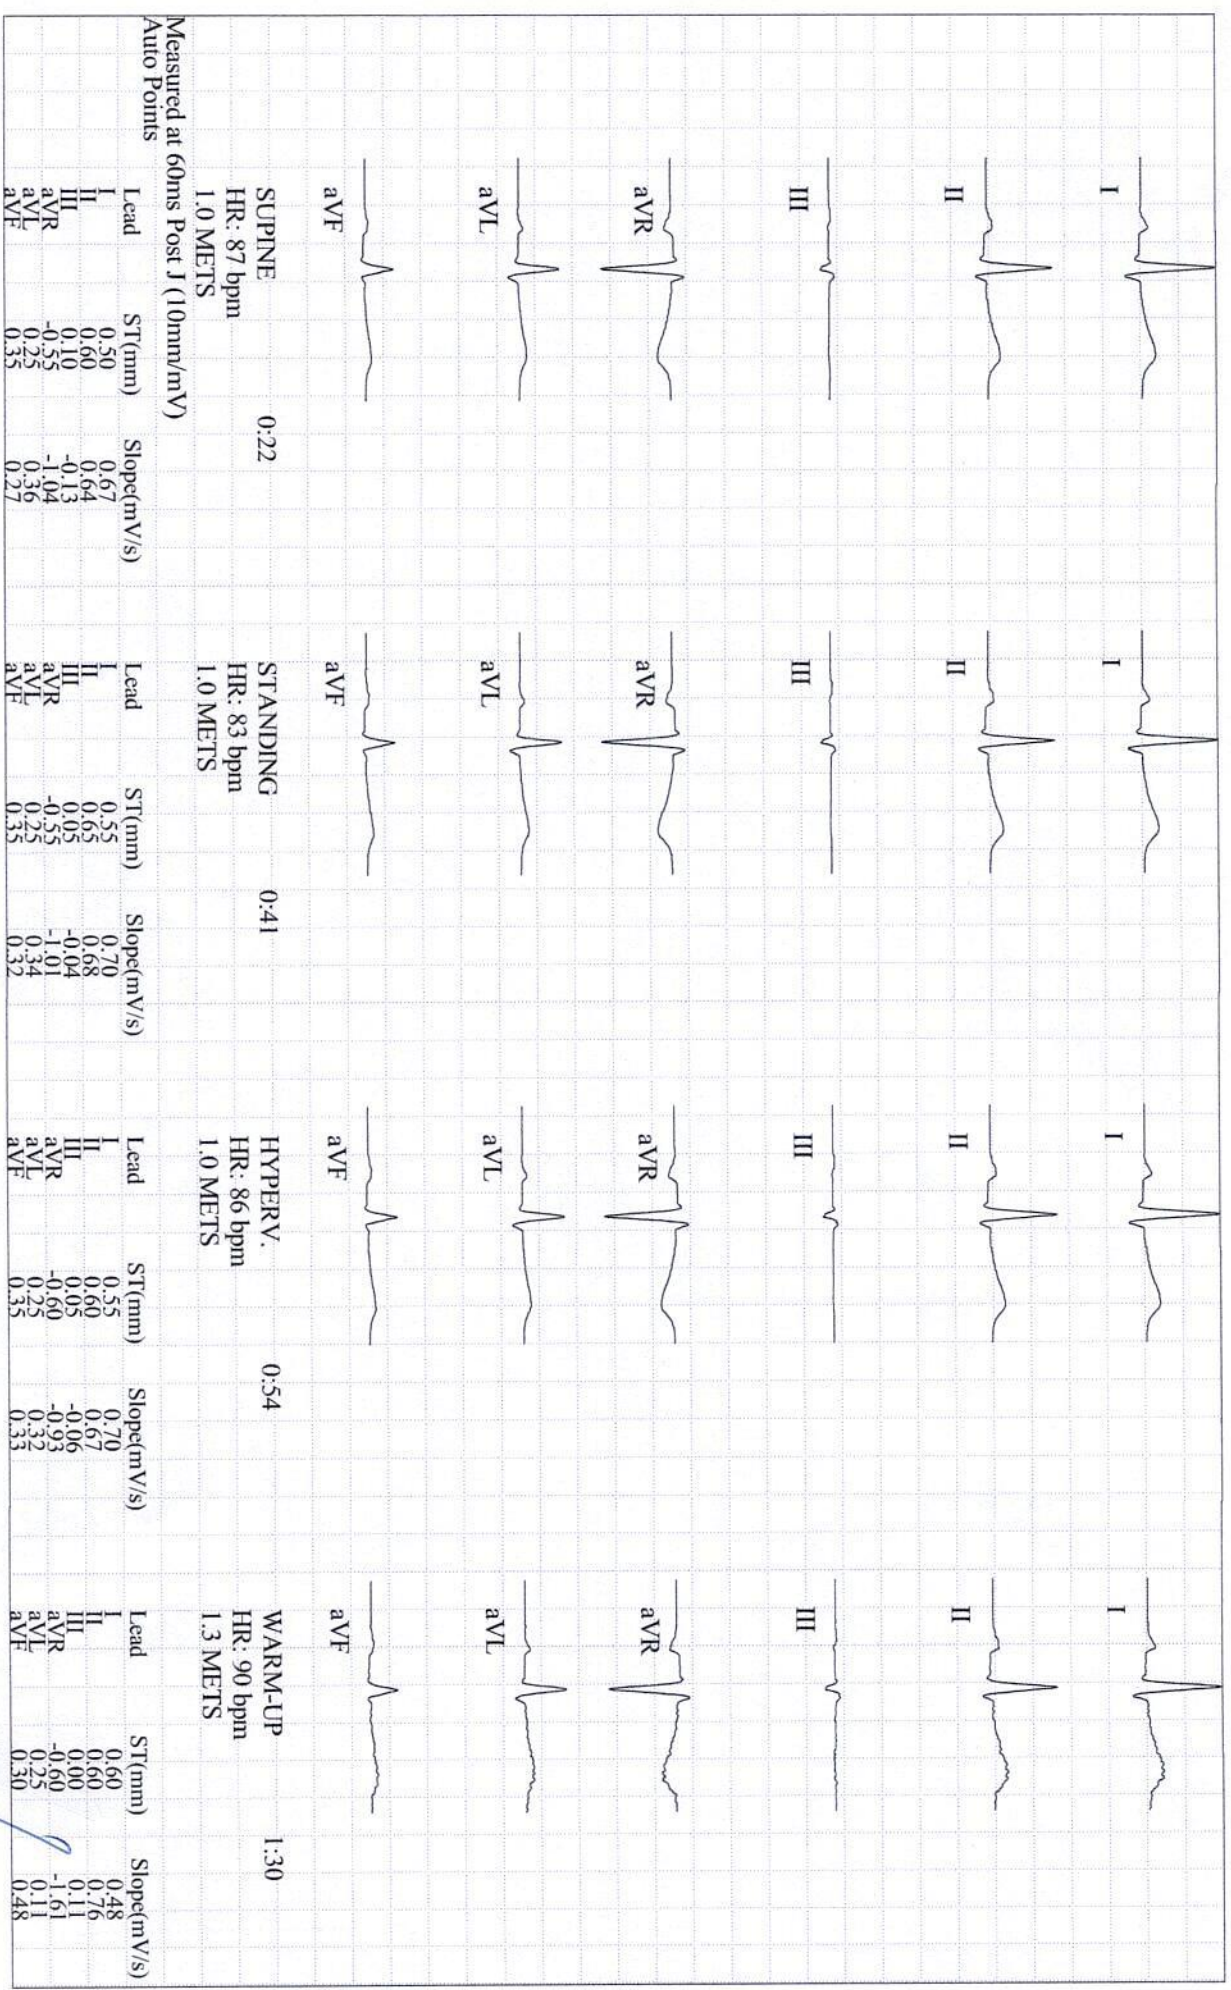 I I I I
II II II II
III III III III
aVR aVR aVR aVR
aVL aVL aVL aVL
aVF aVF aVF aVF
SUPINE 0:22 STANDING 0:41 HYPERV. 0:54 WARM-UP 1:30
HR: 87 bpm HR: 83 bpm HR: 86 bpm HR: 90 bpm
1.0 METS 1.0 METS 1.0 METS 1.3 METS
Measured at 60ms Post J (10mm/mV)
Auto Points
Lead ST(mm) Slope(mV/s) Lead ST(mm) Slope(mV/s) Lead ST(mm) Slope(mV/s) Lead ST(mm) Slope(mV/s)
I 0.50 0.67 I 0.55 0.70 I 0.55 0.70 I 0.60 0.48
II 0.60 0.64 II 0.65 0.68 II 0.60 0.67 II 0.60 0.76
III 0.10 -0.13 III 0.05 -0.04 III 0.05 -0.06 III 0.00 0.11
aVR -0.55 -1.04 aVR -0.55 -1.01 aVR -0.60 -0.93 aVR -0.60 -1.61
aVL 0.25 0.36 aVL 0.25 0.34 aVL 0.25 0.32 aVL 0.25 0.11
aVF 0.35 0.27 aVF 0.35 0.32 aVF 0.35 0.33 aVF 0.30 0.48